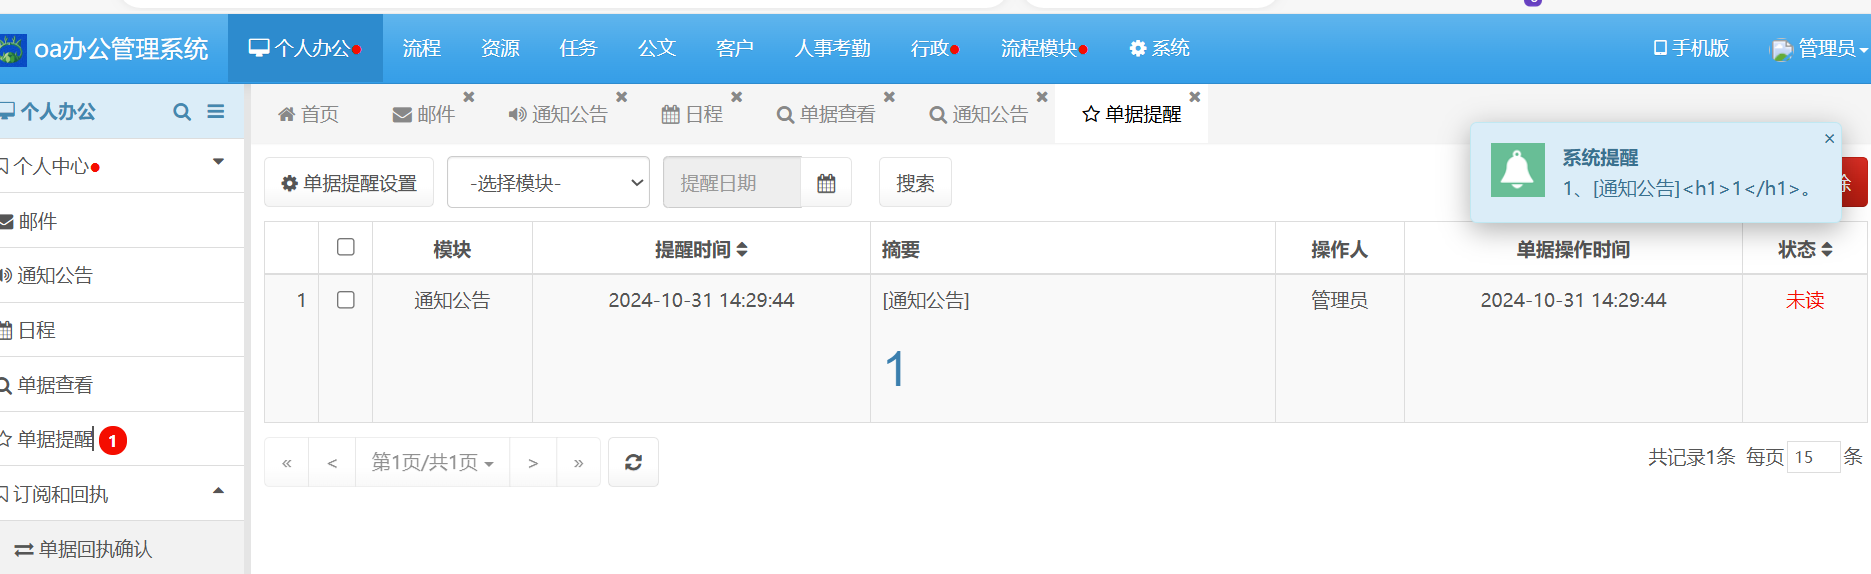 oa办公管理系统 个人办公 流程 资源 任务 公文 客户 人事考勤 行政 流程模块 系统 手机版 管理员
个人办公
首页 邮件 通知公告 日程 单据查看 通知公告 单据提醒
系统提醒
1、[通知公告]<h1>1</h1>。
个人中心
单据提醒设置 -选择模块- 提醒日期 搜索 除
邮件
模块 提醒时间 摘要 操作人 单据操作时间 状态
通知公告
1 通知公告 2024-10-31 14:29:44 [通知公告] 管理员 2024-10-31 14:29:44 未读
1
日程
单据查看
单据提醒 1
« < 第1页/共1页 > » 共记录1条 每页 15 条
订阅和回执
单据回执确认